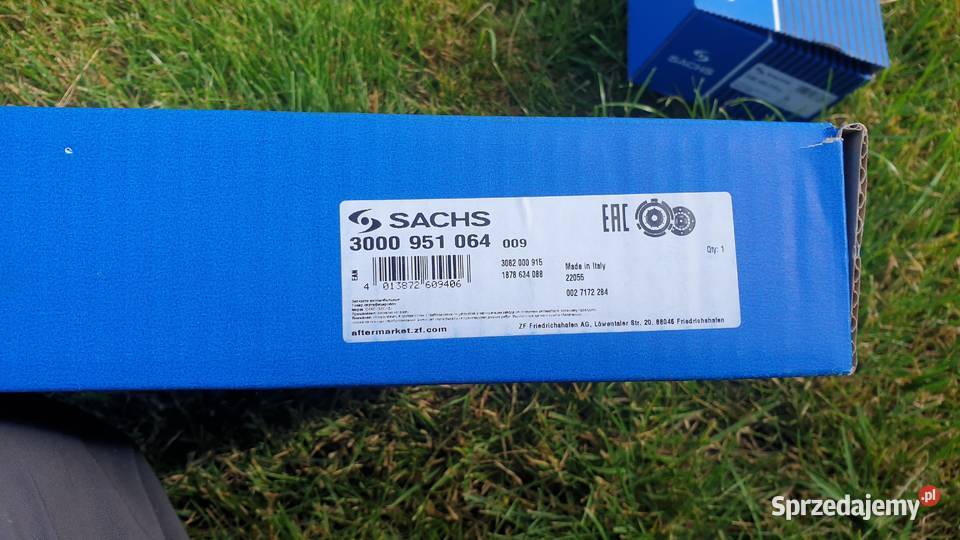 SACHS
SACHS
3000 951 064 009
EAC
Qty: 1
3082 000 915
1878 634 088
Made in Italy
22055
002 7172 284
EAN
4 013872 609406
aftermarket.zf.com
ZF Friedrichshafen AG, Löwentaler Str. 20, 88046 Friedrichshafen
Sprzedajemy.pl